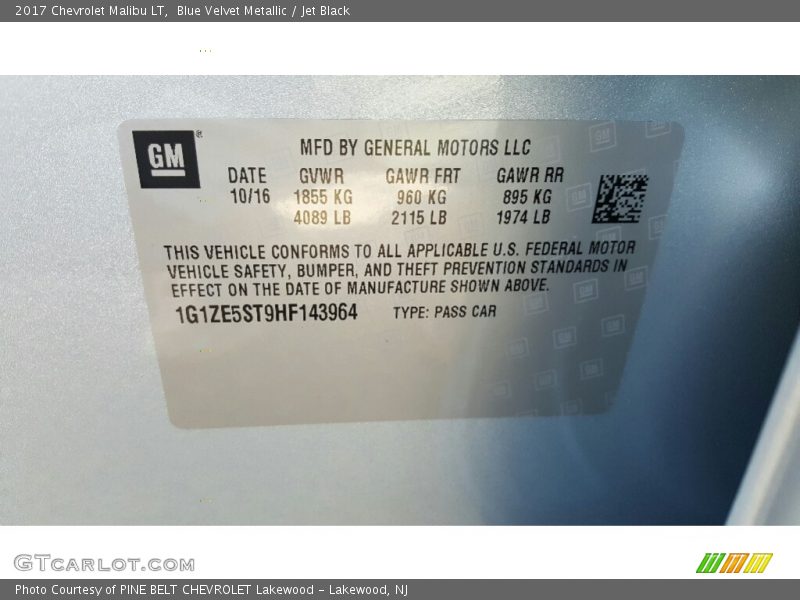 2017 Chevrolet Malibu LT, Blue Velvet Metallic / Jet Black
GM®
MFD BY GENERAL MOTORS LLC
DATE GVWR GAWR FRT GAWR RR
10/16 1855 KG 960 KG 895 KG
4089 LB 2115 LB 1974 LB
THIS VEHICLE CONFORMS TO ALL APPLICABLE U.S. FEDERAL MOTOR
VEHICLE SAFETY, BUMPER, AND THEFT PREVENTION STANDARDS IN
EFFECT ON THE DATE OF MANUFACTURE SHOWN ABOVE.
1G1ZE5ST9HF143964 TYPE: PASS CAR
GTCARLOT.COM
Photo Courtesy of PINE BELT CHEVROLET Lakewood - Lakewood, NJ